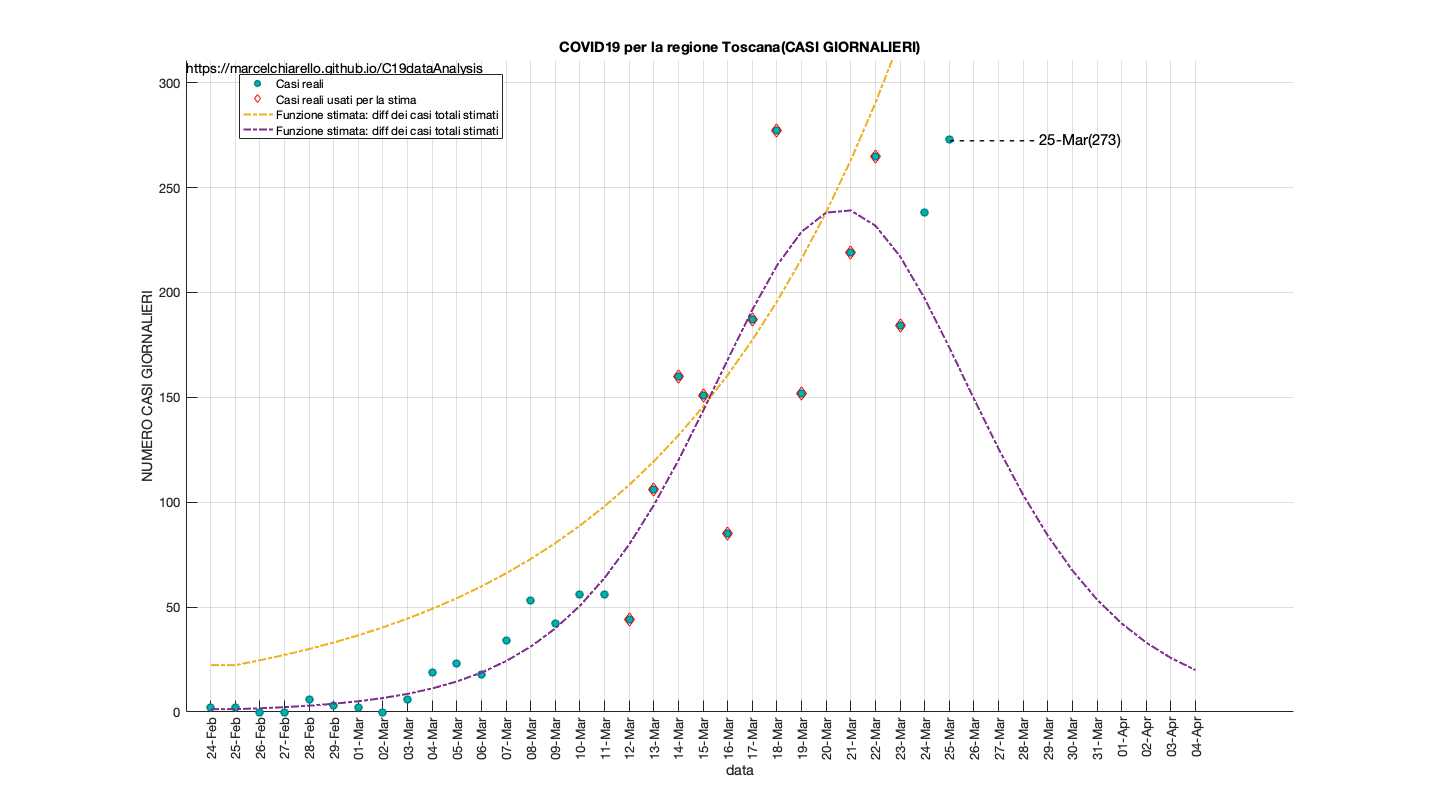 COVID19 per la regione Toscana(CASI GIORNALIERI)
https://marcelchiarello.github.io/C19dataAnalysis
Casi reali
Casi reali usati per la stima
Funzione stimata: diff dei casi totali stimati
Funzione stimata: diff dei casi totali stimati
25-Mar(273)
NUMERO CASI GIORNALIERI
300
250
200
150
100
50
0
24-Feb
25-Feb
26-Feb
27-Feb
28-Feb
29-Feb
01-Mar
02-Mar
03-Mar
04-Mar
05-Mar
06-Mar
07-Mar
08-Mar
09-Mar
10-Mar
11-Mar
12-Mar
13-Mar
14-Mar
15-Mar
16-Mar
17-Mar
18-Mar
19-Mar
20-Mar
21-Mar
22-Mar
23-Mar
24-Mar
25-Mar
26-Mar
27-Mar
28-Mar
29-Mar
30-Mar
31-Mar
01-Apr
02-Apr
03-Apr
04-Apr
data